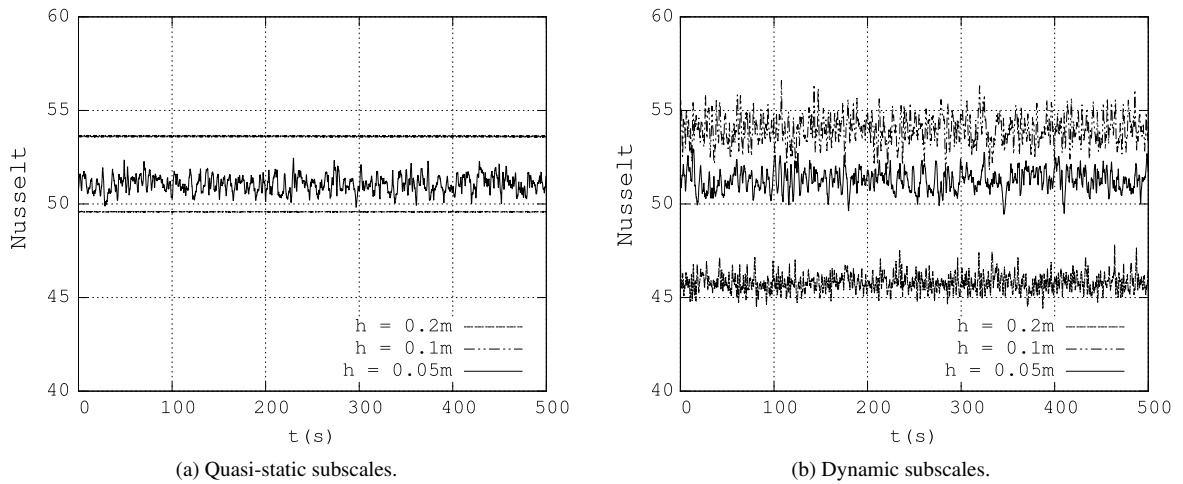 60
55
50
45
40
Nusselt
h = 0.2m
h = 0.1m
h = 0.05m
0 100 200 300 400 500
t(s)
(a) Quasi-static subscales.
60
55
50
45
40
Nusselt
h = 0.2m
h = 0.1m
h = 0.05m
0 100 200 300 400 500
t(s)
(b) Dynamic subscales.